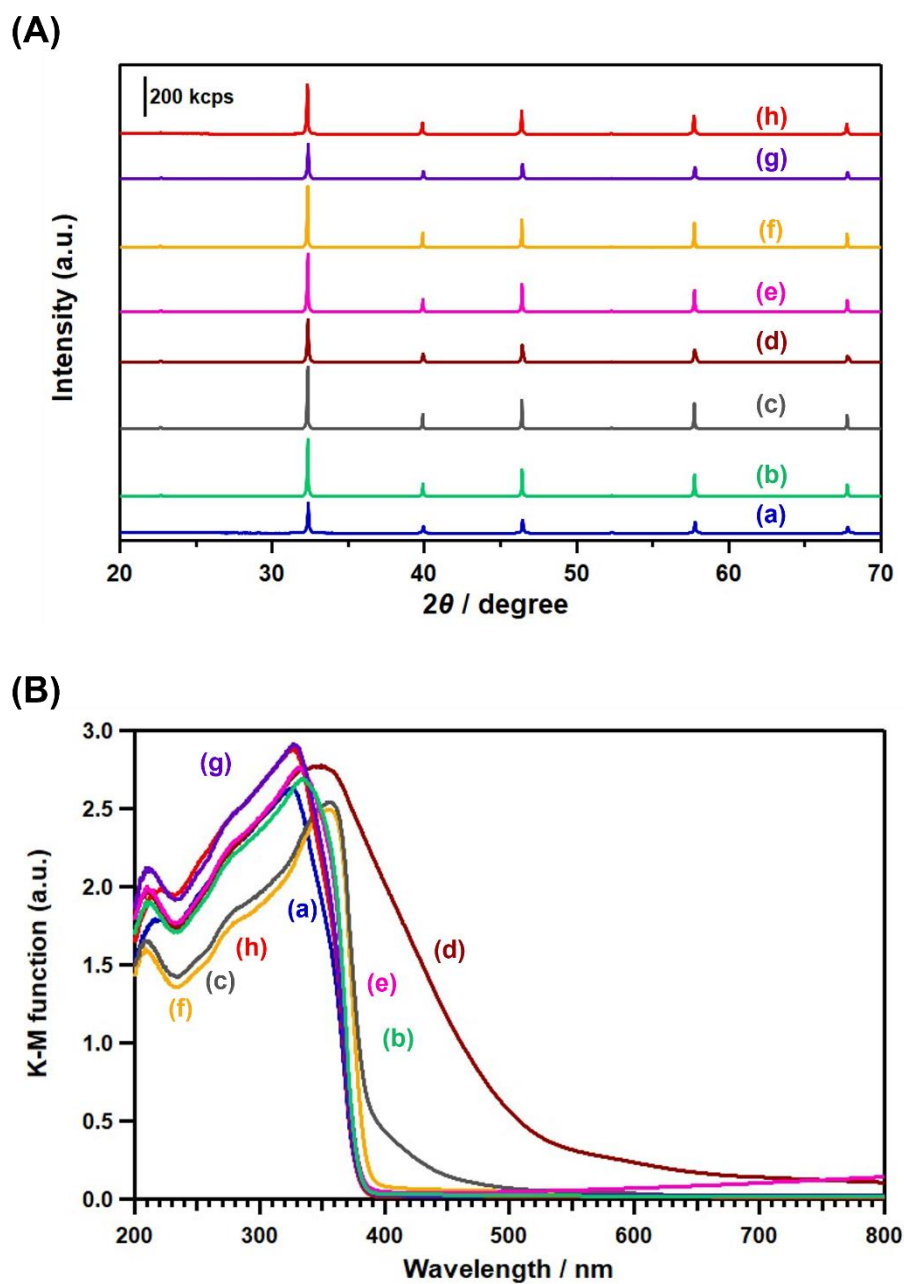 (A)
200 kcps
(h)
(g)
(f)
(e)
(d)
(c)
(b)
(a)
Intensity (a.u.)
20 30 40 50 60 70
2θ / degree
(B)
3.0
2.5
2.0
1.5
1.0
0.5
0.0
K-M function (a.u.)
(g)
(a)
(h)
(d)
(c)
(e)
(f)
(b)
200 300 400 500 600 700 800
Wavelength / nm